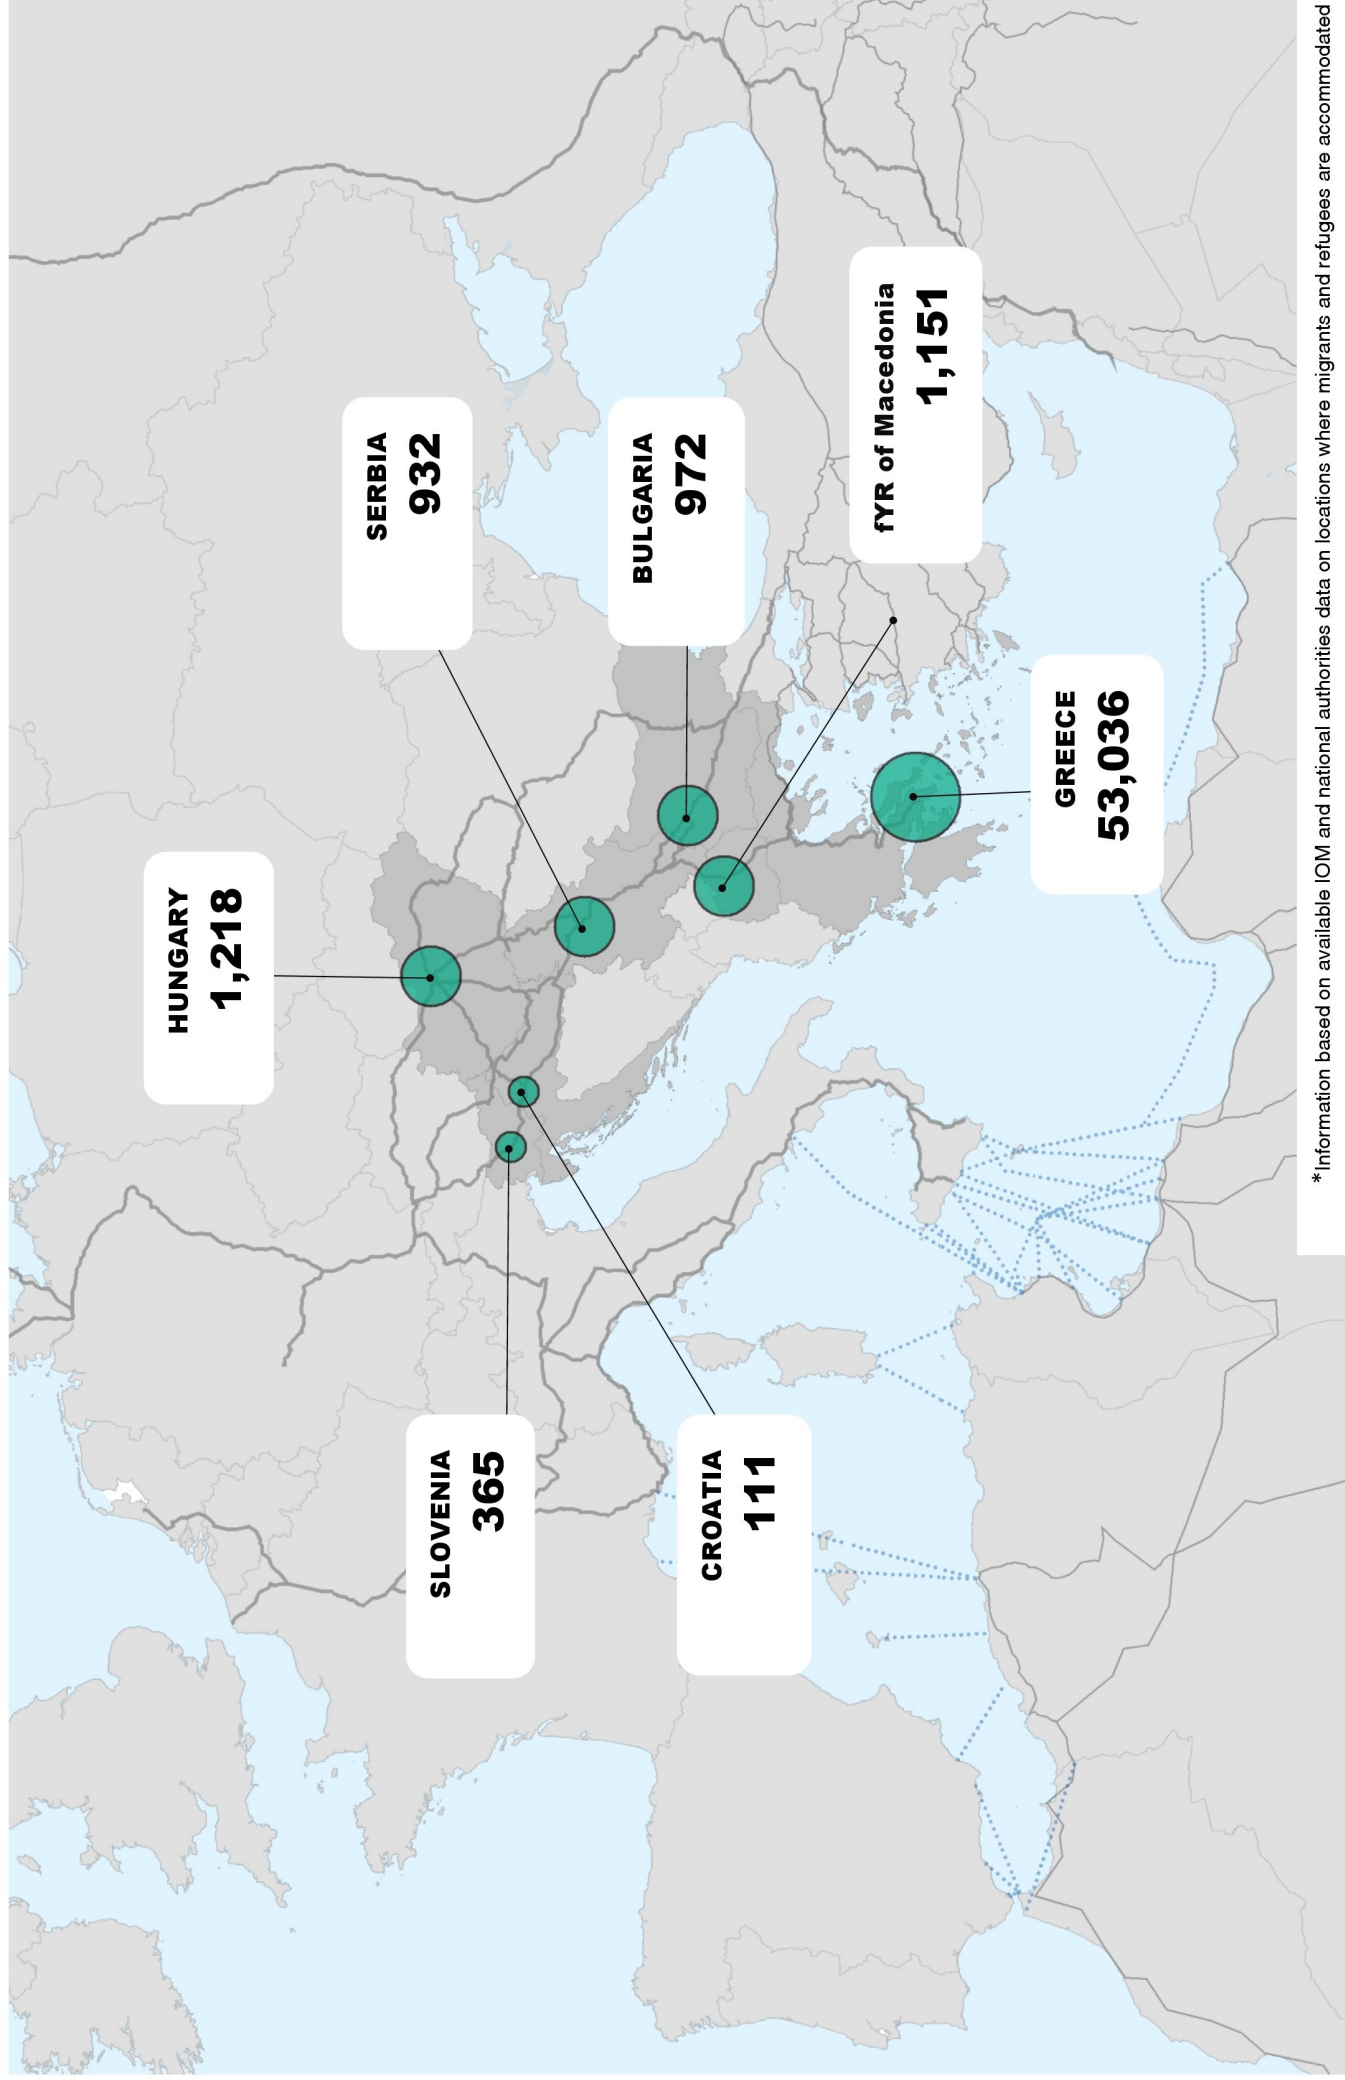 HUNGARY
1,218
SERBIA
932
SLOVENIA
365
BULGARIA
972
CROATIA
111
fYR of Macedonia
1,151
GREECE
53,036
*Information based on available IOM and national authorities data on locations where migrants and refugees are accommodated